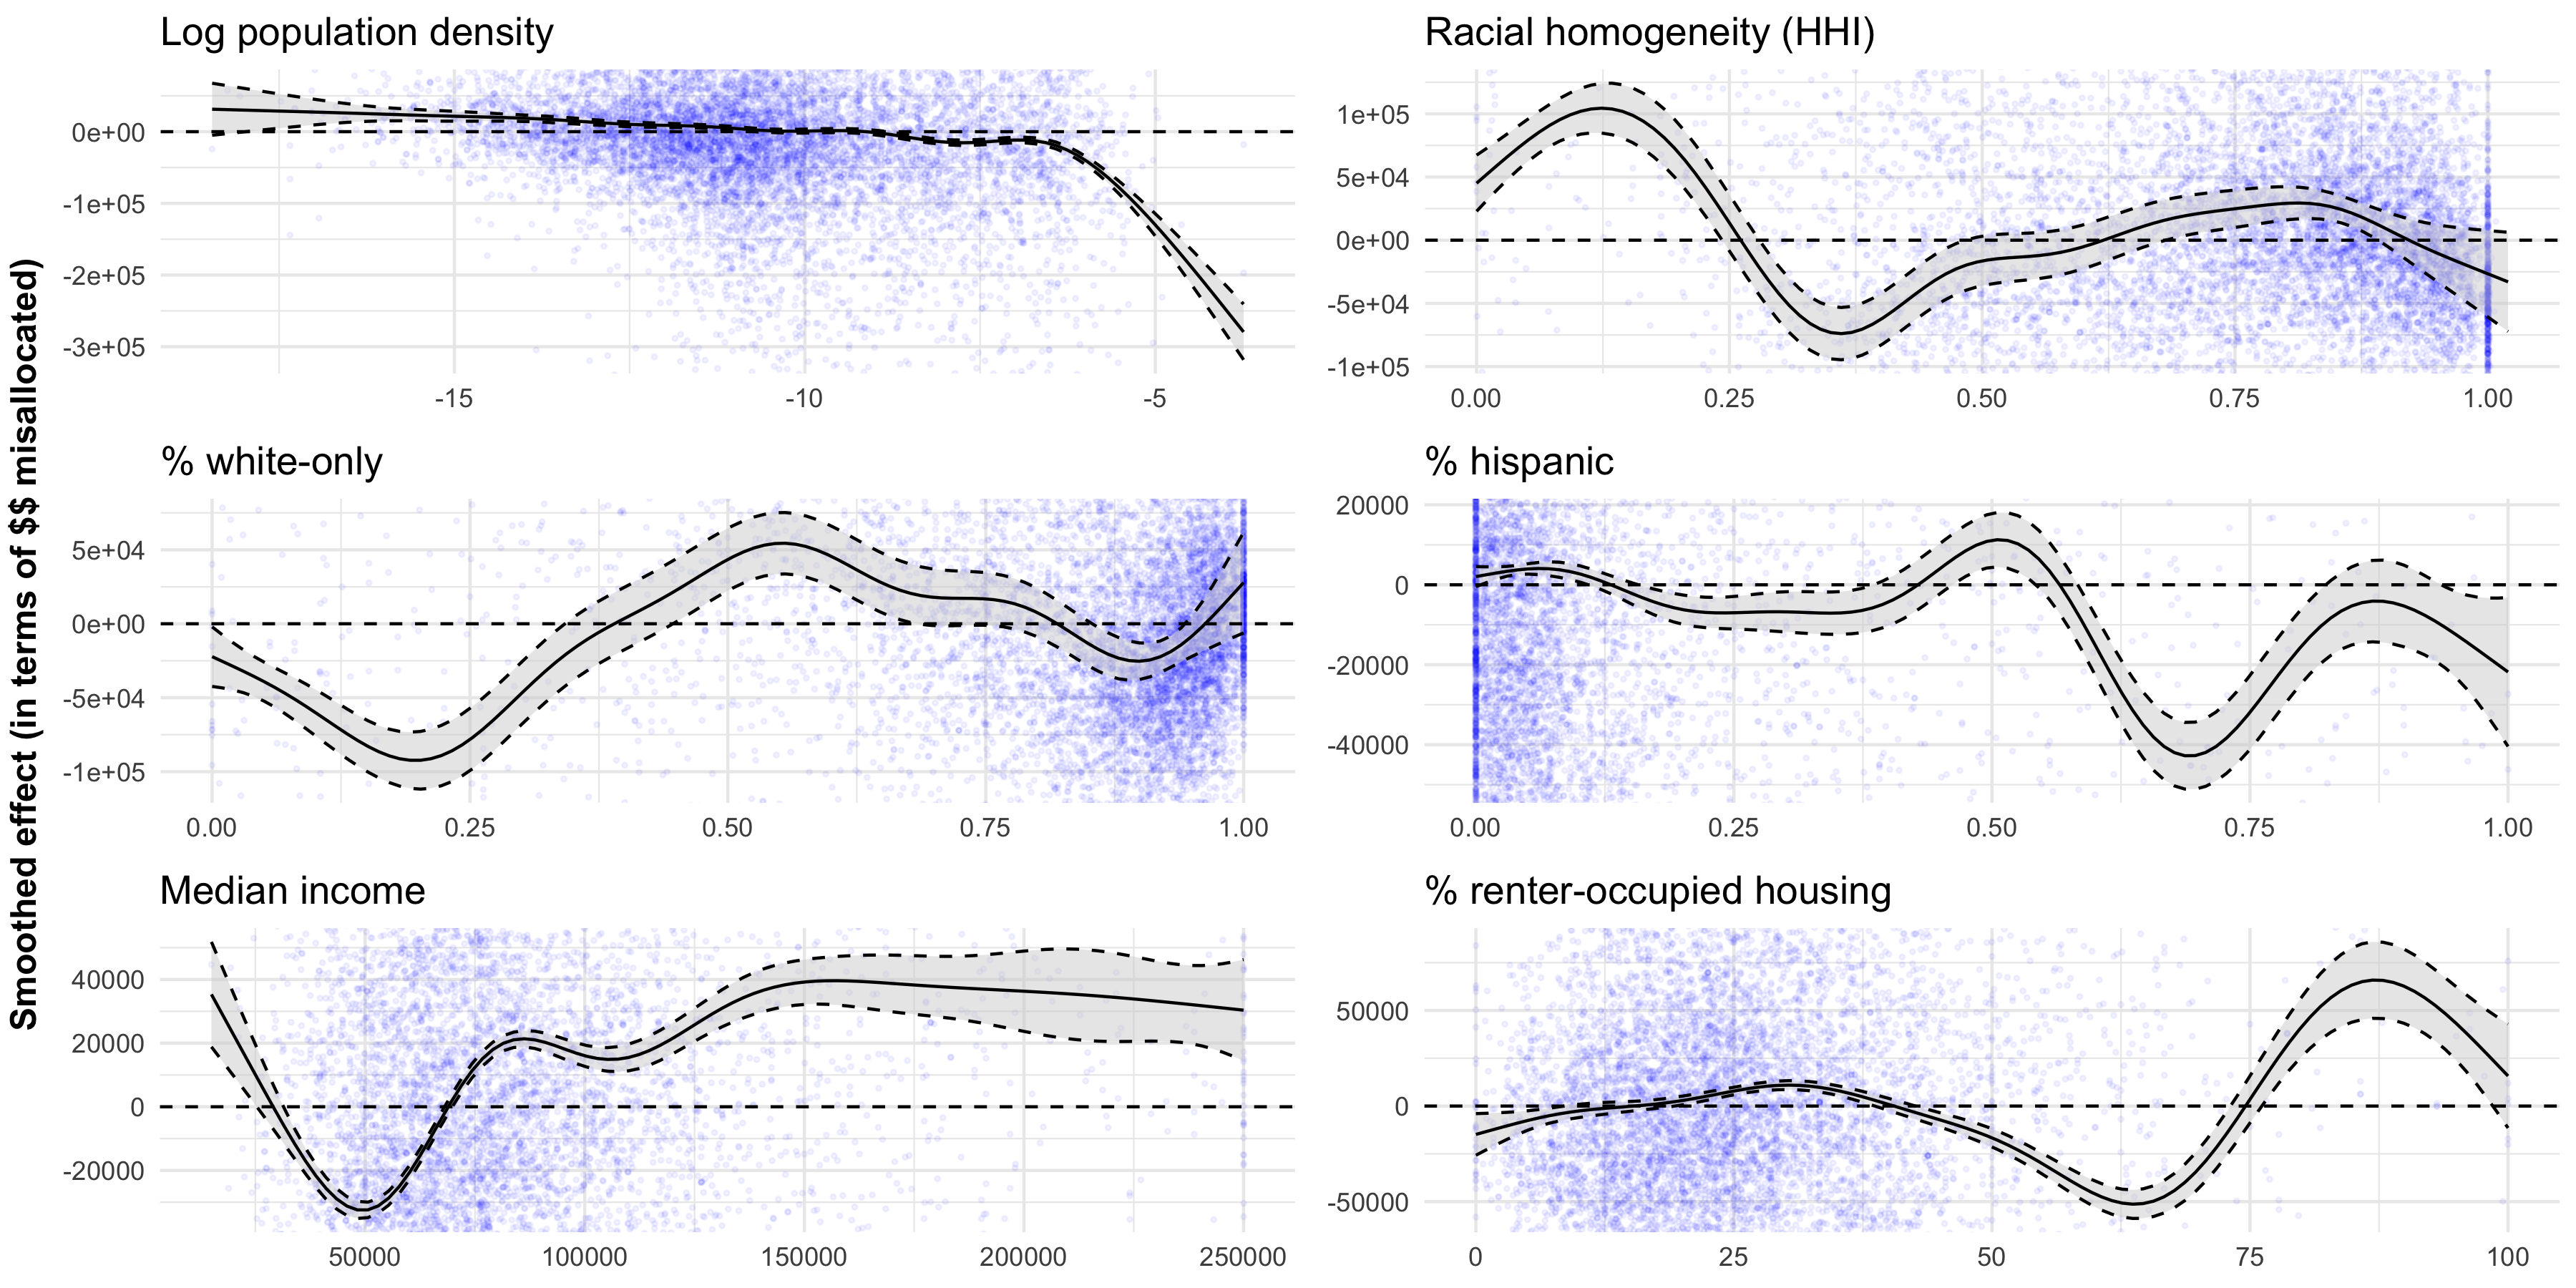 Smoothed effect (in terms of $$ misallocated)
Log population density
0e+00
-1e+05
-2e+05
-3e+05
-15 -10 -5
Racial homogeneity (HHI)
1e+05
5e+04
0e+00
-5e+04
-1e+05
0.00 0.25 0.50 0.75 1.00
% white-only
5e+04
0e+00
-5e+04
-1e+05
0.00 0.25 0.50 0.75 1.00
% hispanic
20000
0
-20000
-40000
0.00 0.25 0.50 0.75 1.00
Median income
40000
20000
0
-20000
50000 100000 150000 200000 250000
% renter-occupied housing
50000
0
-50000
0 25 50 75 100